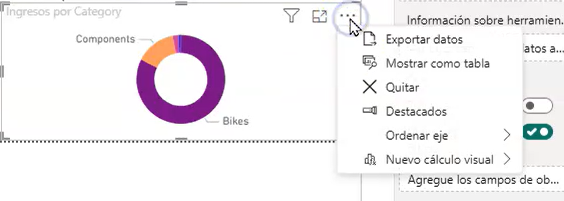 Ingresos por Category
Components
Bikes
Exportar datos
Mostrar como tabla
Quitar
Destacados
Ordenar eje
Nuevo cálculo visual
Información sobre herramien...
datos a...
Agregue los campos de ob...